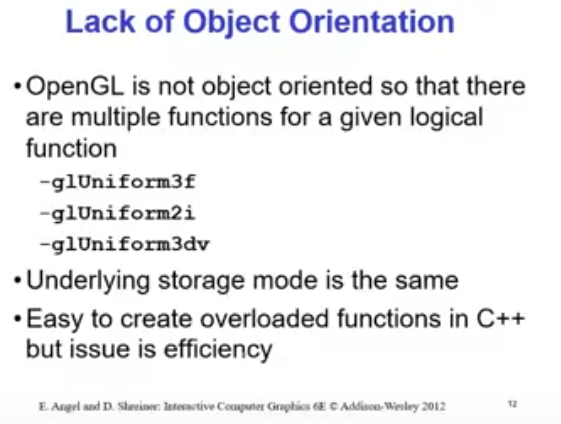 Lack of Object Orientation
•OpenGL is not object oriented so that there
are multiple functions for a given logical
function
-glUniform3f
-glUniform2i
-glUniform3dv
•Underlying storage mode is the same
•Easy to create overloaded functions in C++
but issue is efficiency
E. Angel and D. Shreiner: Interactive Computer Graphics 6E © Addison-Wesley 2012
12